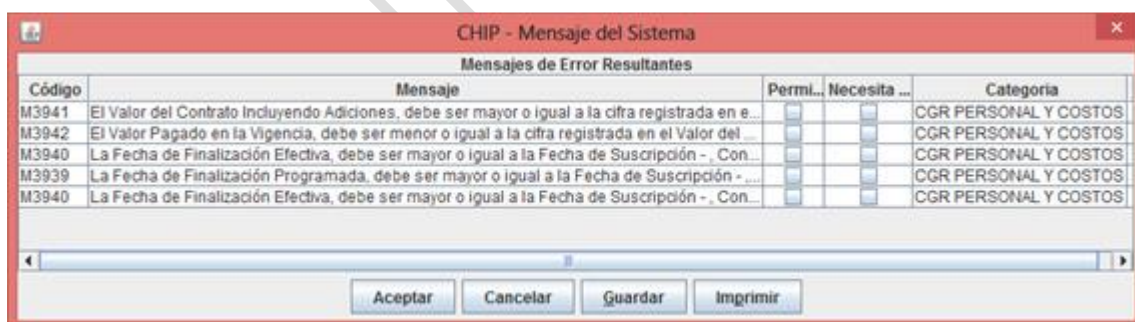 CHIP - Mensaje del Sistema
Mensajes de Error Resultantes
Código Mensaje Permi... Necesita ... Categoria
M3941 El Valor del Contrato Incluyendo Adiciones, debe ser mayor o igual a la cifra registrada en e... CGR PERSONAL Y COSTOS
M3942 El Valor Pagado en la Vigencia, debe ser menor o igual a la cifra registrada en el Valor del ... CGR PERSONAL Y COSTOS
M3940 La Fecha de Finalización Efectiva, debe ser mayor o igual a la Fecha de Suscripción - , Con... CGR PERSONAL Y COSTOS
M3939 La Fecha de Finalización Programada, debe ser mayor o igual a la Fecha de Suscripción - ,... CGR PERSONAL Y COSTOS
M3940 La Fecha de Finalización Efectiva, debe ser mayor o igual a la Fecha de Suscripción - , Con... CGR PERSONAL Y COSTOS
Aceptar Cancelar Guardar Imprimir